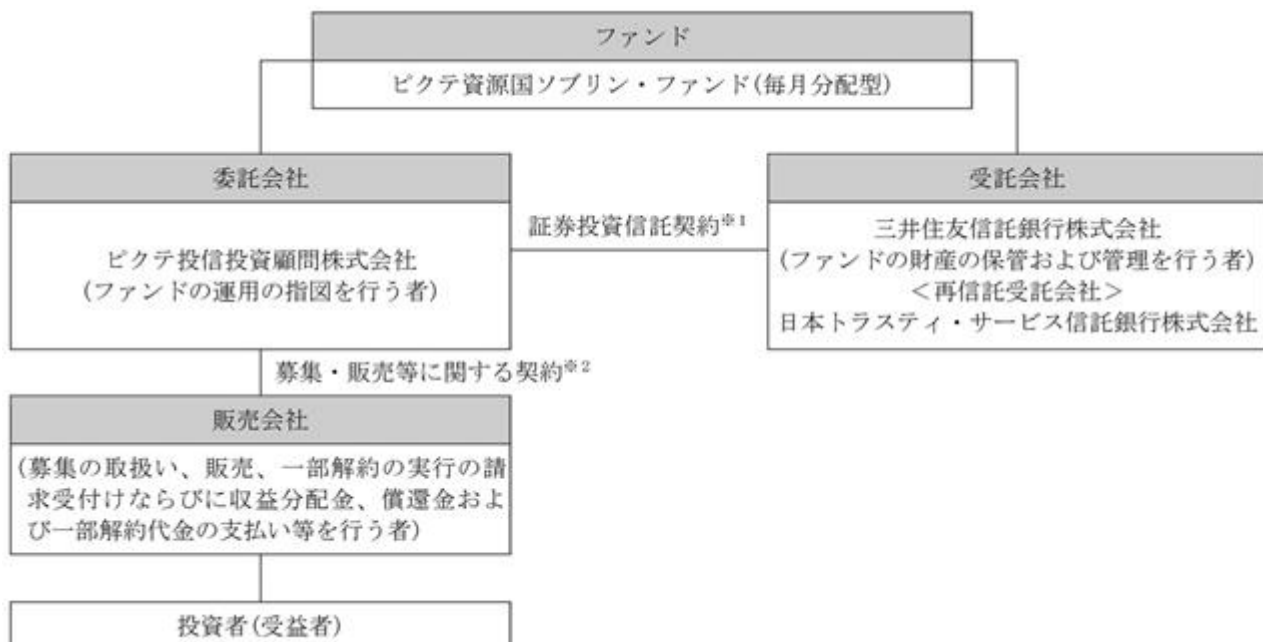 ファンド
ピクテ資源国ソブリン・ファンド(毎月分配型)
委託会社
ピクテ投信投資顧問株式会社
(ファンドの運用の指図を行う者)
証券投資信託契約※1
受託会社
三井住友信託銀行株式会社
(ファンドの財産の保管および管理を行う者)
<再信託受託会社>
日本トラスティ・サービス信託銀行株式会社
募集・販売等に関する契約※2
販売会社
(募集の取扱い、販売、一部解約の実行の請
求受付けならびに収益分配金、償還金およ
び一部解約代金の支払い等を行う者)
投資者(受益者)